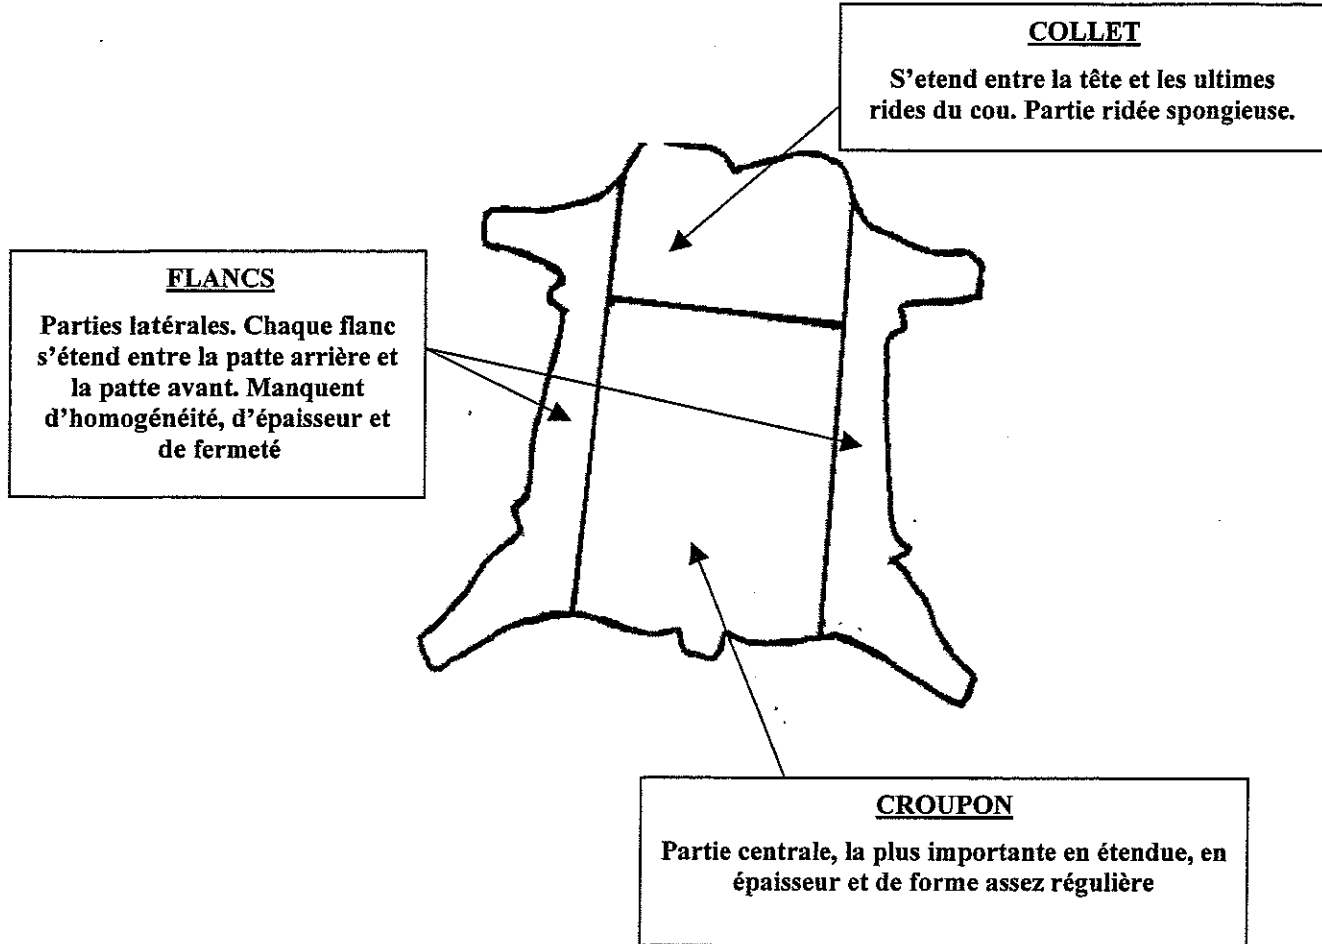 COLLET
S'etend entre la tête et les ultimes
rides du cou. Partie ridée spongieuse.
FLANCS
Parties latérales. Chaque flanc
s'étend entre la patte arrière et
la patte avant. Manquent
d'homogénéité, d'épaisseur et
de fermeté
CROUPON
Partie centrale, la plus importante en étendue, en
épaisseur et de forme assez régulière